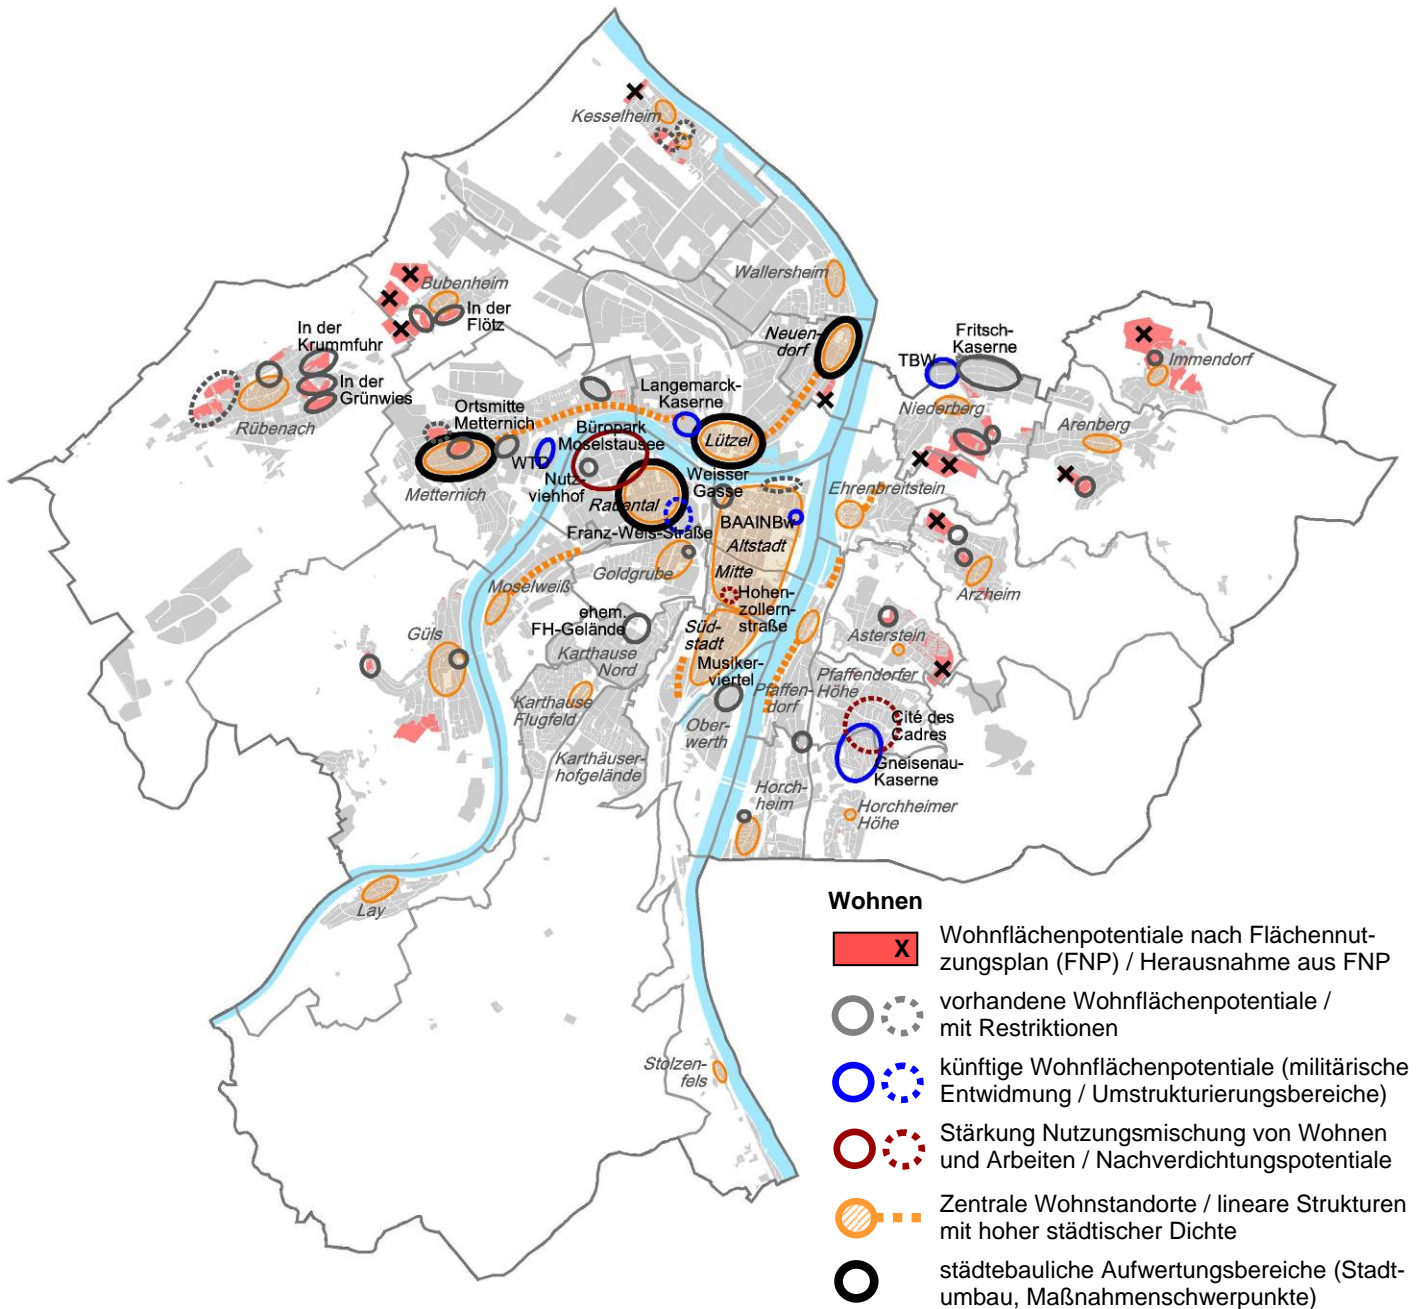 Kesselheim
Wallersheim
Bubenheim
In der
Flötz
In der
Krummfuhr
In der
Grünwies
Rübenach
Neuen-
dorf
Fritsch-
Kaserne
TBW
Immendorf
Niederberg
Arenberg
Langemarck-
Kaserne
Ortsmitte
Metternich
Büropark
Moselstausee
Lützel
WTD
Metternich
Nutz-
viehhof
Weisser
Gasse
Rauental
Ehrenbreitstein
BAAINBw
Franz-Weis-Straße
Altstadt
Goldgrube
Mitte
Moselweiß
Arzheim
Hohen-
zollern-
straße
ehem.
FH-Gelände
Süd-
stadt
Asterstein
Güls
Karthause
Nord
Musiker-
viertel
Pfaffendorfer
Höhe
Pfaffen-
dorf
Karthause
Flugfeld
Ober-
werth
Cité des
Cadres
Karthäuser-
hofgelände
Gneisenau-
Kaserne
Horch-
heim
Horchheimer
Höhe
Lay
Stolzen-
fels
Wohnen
X
Wohnflächenpotentiale nach Flächennut-
zungsplan (FNP) / Herausnahme aus FNP
vorhandene Wohnflächenpotentiale /
mit Restriktionen
künftige Wohnflächenpotentiale (militärische
Entwidmung / Umstrukturierungsbereiche)
Stärkung Nutzungsmischung von Wohnen
und Arbeiten / Nachverdichtungspotentiale
Zentrale Wohnstandorte / lineare Strukturen
mit hoher städtischer Dichte
städtebauliche Aufwertungsbereiche (Stadt-
umbau, Maßnahmenschwerpunkte)